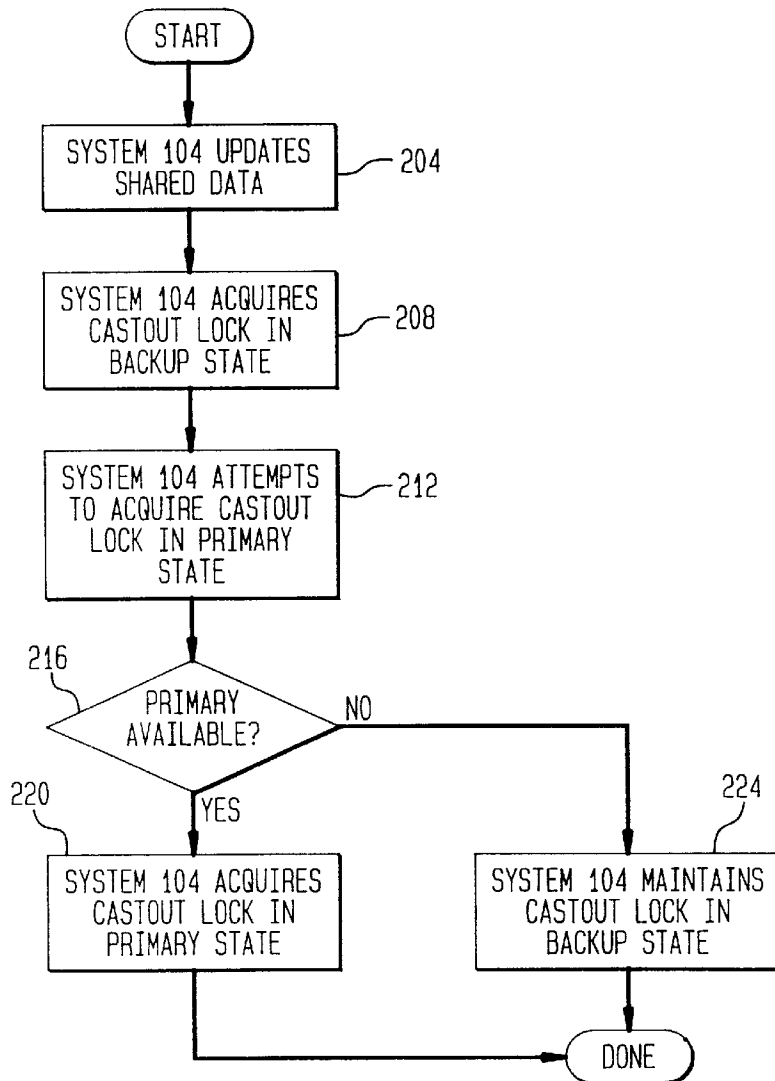 START
SYSTEM 104 UPDATES
SHARED DATA
204
SYSTEM 104 ACQUIRES
CASTOUT LOCK IN
BACKUP STATE
208
SYSTEM 104 ATTEMPTS
TO ACQUIRE CASTOUT
LOCK IN PRIMARY
STATE
212
216
PRIMARY
AVAILABLE?
NO
YES
220
SYSTEM 104 ACQUIRES
CASTOUT LOCK IN
PRIMARY STATE
224
SYSTEM 104 MAINTAINS
CASTOUT LOCK IN
BACKUP STATE
DONE